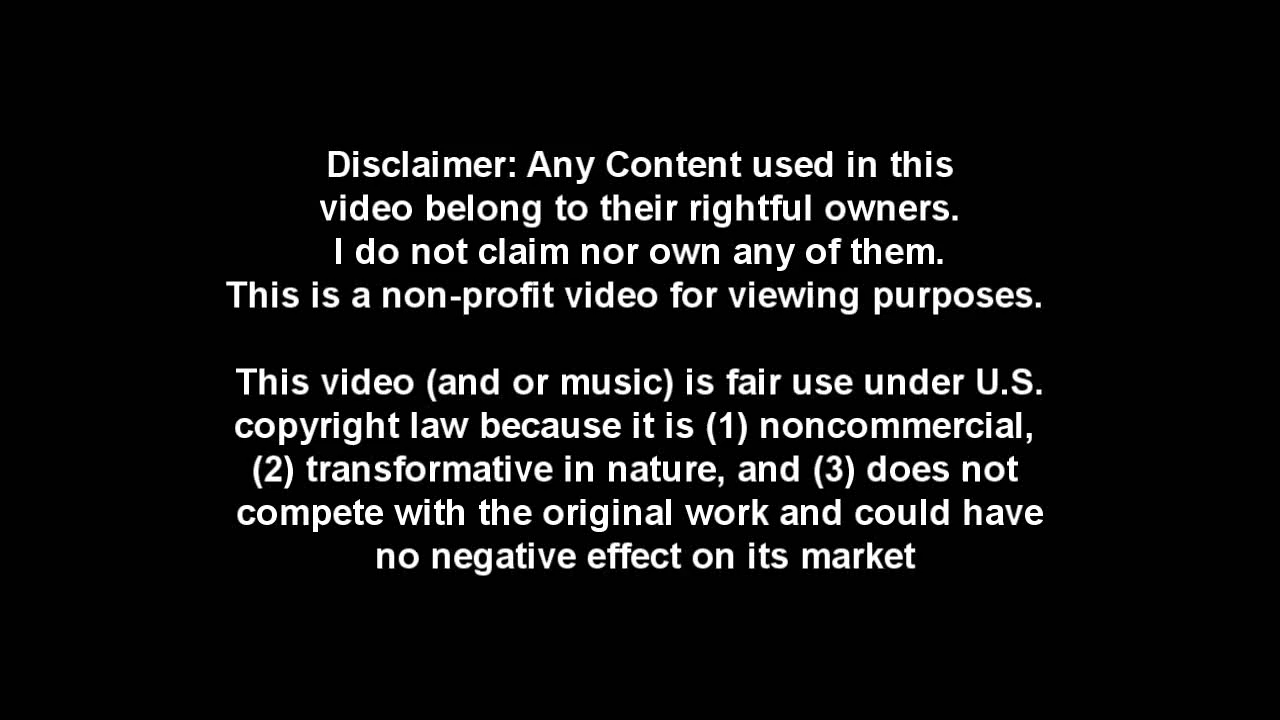 Disclaimer: Any Content used in this
video belong to their rightful owners.
I do not claim nor own any of them.
This is a non-profit video for viewing purposes.
This video (and or music) is fair use under U.S.
copyright law because it is (1) noncommercial,
(2) transformative in nature, and (3) does not
compete with the original work and could have
no negative effect on its market